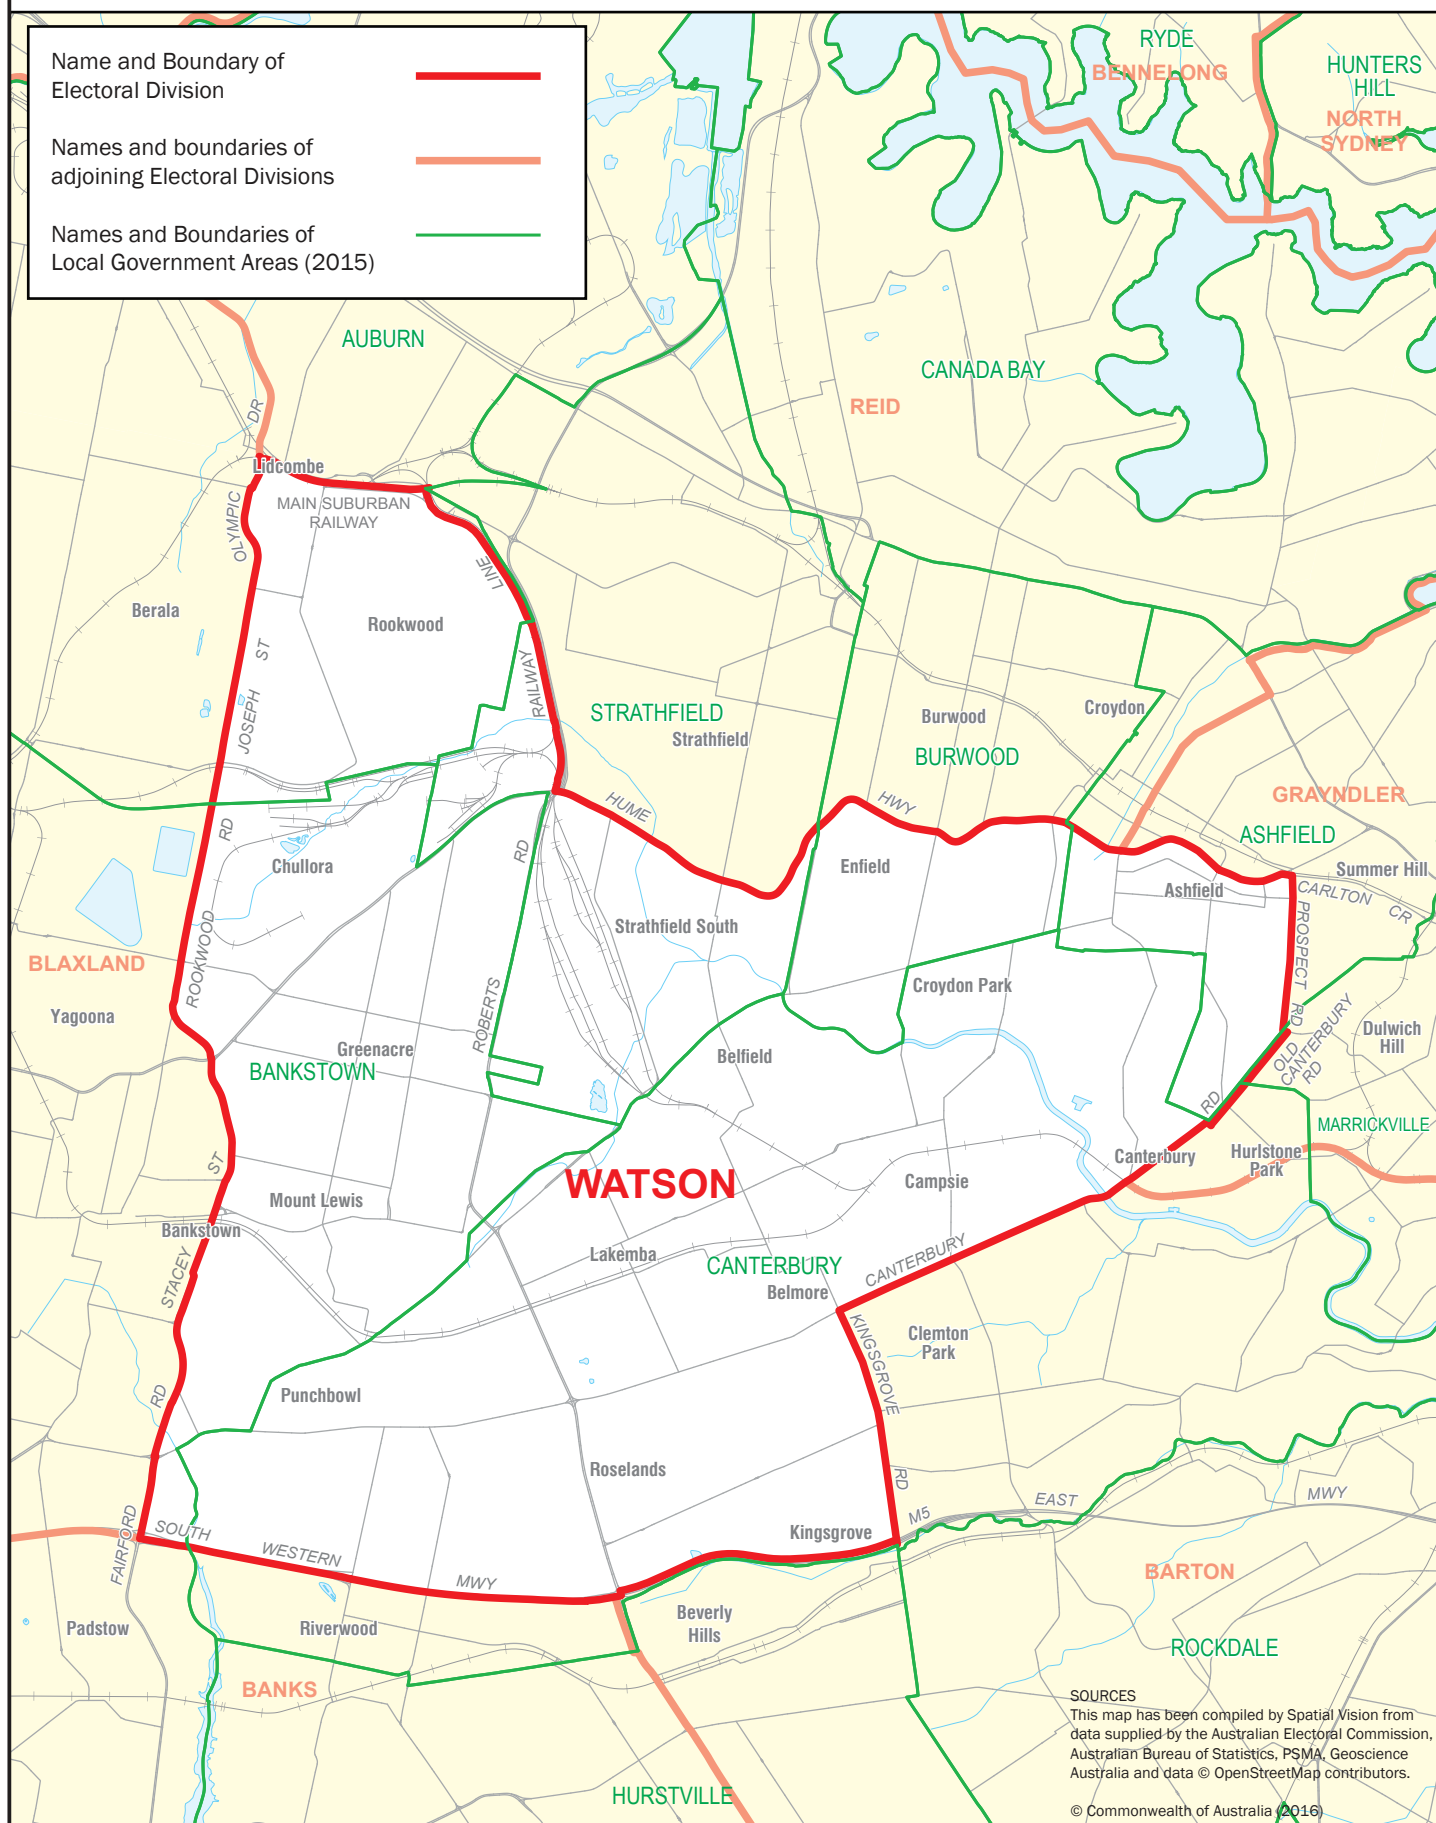 Name and Boundary of
Electoral Division
Names and boundaries of
adjoining Electoral Divisions
Names and Boundaries of
Local Government Areas (2015)
RYDE
BENNELONG
HUNTERS
HILL
NORTH
SYDNEY
AUBURN
CANADA BAY
REID
DR
Lidcombe
MAIN SUBURBAN
RAILWAY
OLYMPIC
LINE
Berala
Rookwood
ST
JOSEPH
RAILWAY
STRATHFIELD
Strathfield
Burwood
BURWOOD
Croydon
HUME
HWY
GRAYNDLER
ASHFIELD
Summer Hill
RD
RD
Chullora
Enfield
Ashfield
CARLTON
CR
PROSPECT
RD
Strathfield South
BLAXLAND
ROOKWOOD
Yagoona
ROBERTS
Croydon Park
Greenacre
BANKSTOWN
Belfield
OLD
CANTERBURY
RD
Dulwich
Hill
RD
MARRICKVILLE
ST
WATSON
Canterbury
Hurlstone
Park
Campsie
Mount Lewis
Bankstown
Lakemba
CANTERBURY
CANTERBURY
Belmore
STACEY
KINGSGROVE
Clemton
Park
RD
Punchbowl
Roselands
RD
M5
EAST
MWY
FAIRFORD
SOUTH
WESTERN
MWY
Kingsgrove
BARTON
Padstow
Riverwood
Beverly
Hills
ROCKDALE
BANKS
HURSTVILLE
SOURCES
This map has been compiled by Spatial Vision from
data supplied by the Australian Electoral Commission,
Australian Bureau of Statistics, PSMA, Geoscience
Australia and data © OpenStreetMap contributors.
© Commonwealth of Australia (2016)